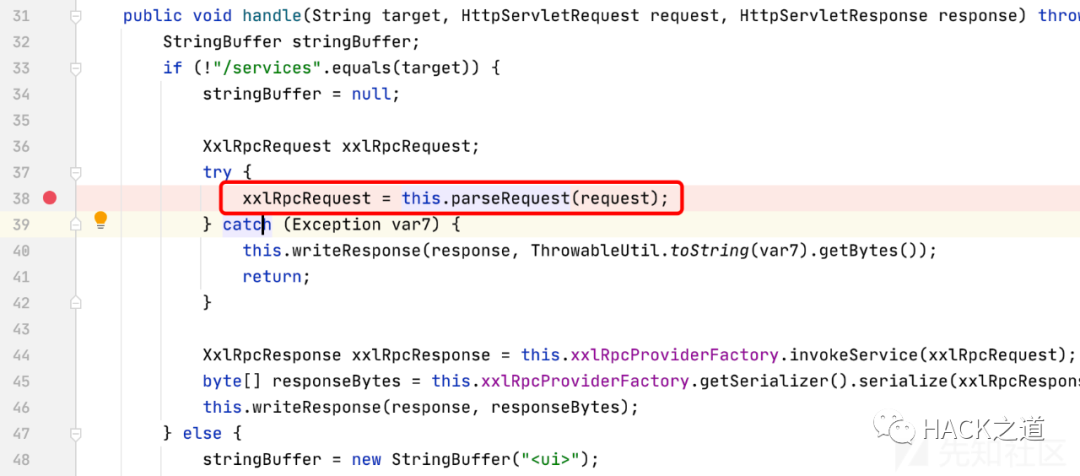 31 public void handle(String target, HttpServletRequest request, HttpServletResponse response) throw
32 StringBuffer stringBuffer;
33 if (!"/services".equals(target)) {
34 stringBuffer = null;
35
36 XxlRpcRequest xxlRpcRequest;
37 try {
38 xxlRpcRequest = this.parseRequest(request);
39 } catch (Exception var7) {
40 this.writeResponse(response, ThrowableUtil.toString(var7).getBytes());
41 return;
42 }
43
44 XxlRpcResponse xxlRpcResponse = this.xxlRpcProviderFactory.invokeService(xxlRpcRequest);
45 byte[] responseBytes = this.xxlRpcProviderFactory.getSerializer().serialize(xxlRpcRespon
46 this.writeResponse(response, responseBytes);
47 } else {
48 stringBuffer = new StringBuffer("<ui>");
HACK之道
先知社区